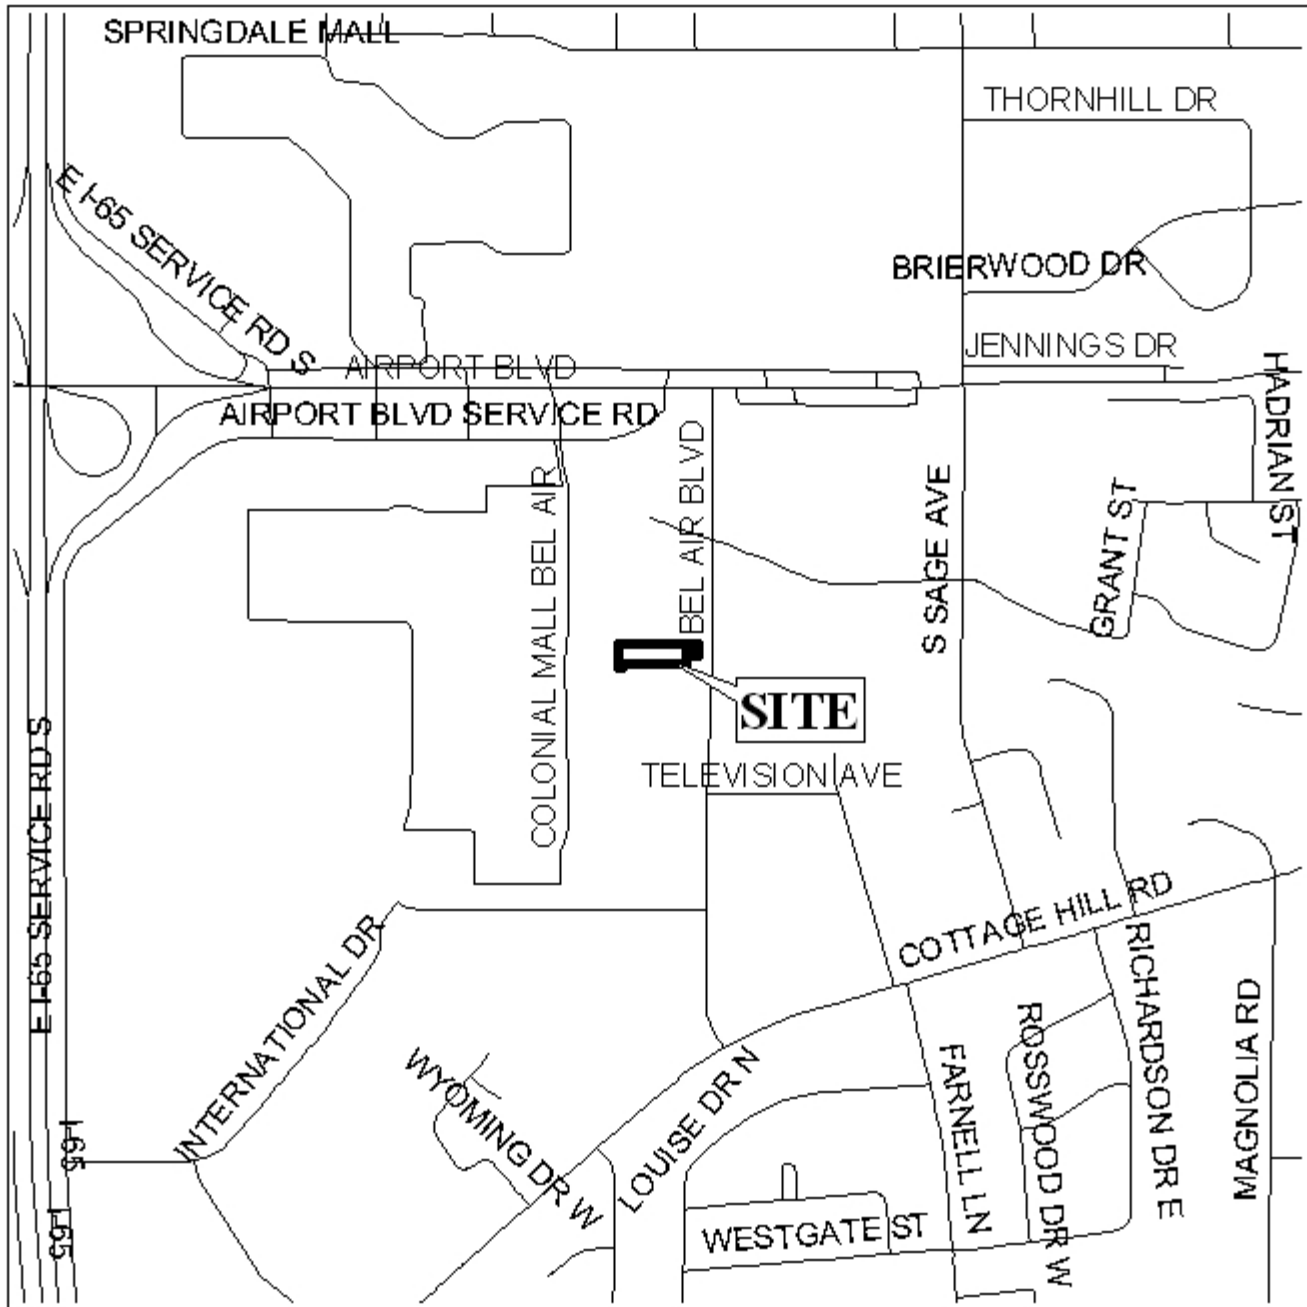 SPRINGDALE MALL
THORNHILL DR
E I-65 SERVICE RD S
BRIERWOOD DR
JENNINGS DR
AIRPORT BLVD
HADRIAN ST
AIRPORT BLVD SERVICE RD
BEL AIR BLVD
COLONIAL MALL BEL AIR
S SAGE AVE
GRANT ST
SITE
E I-65 SERVICE RD S
TELEVISION AVE
COTTAGE HILL RD
INTERNATIONAL DR
RICHARDSON DR E
MAGNOLIA RD
ROSSWOOD DR W
WYOMING DR W
LOUISE DR N
FARNELL LN
I-65
I-65
WESTGATE ST